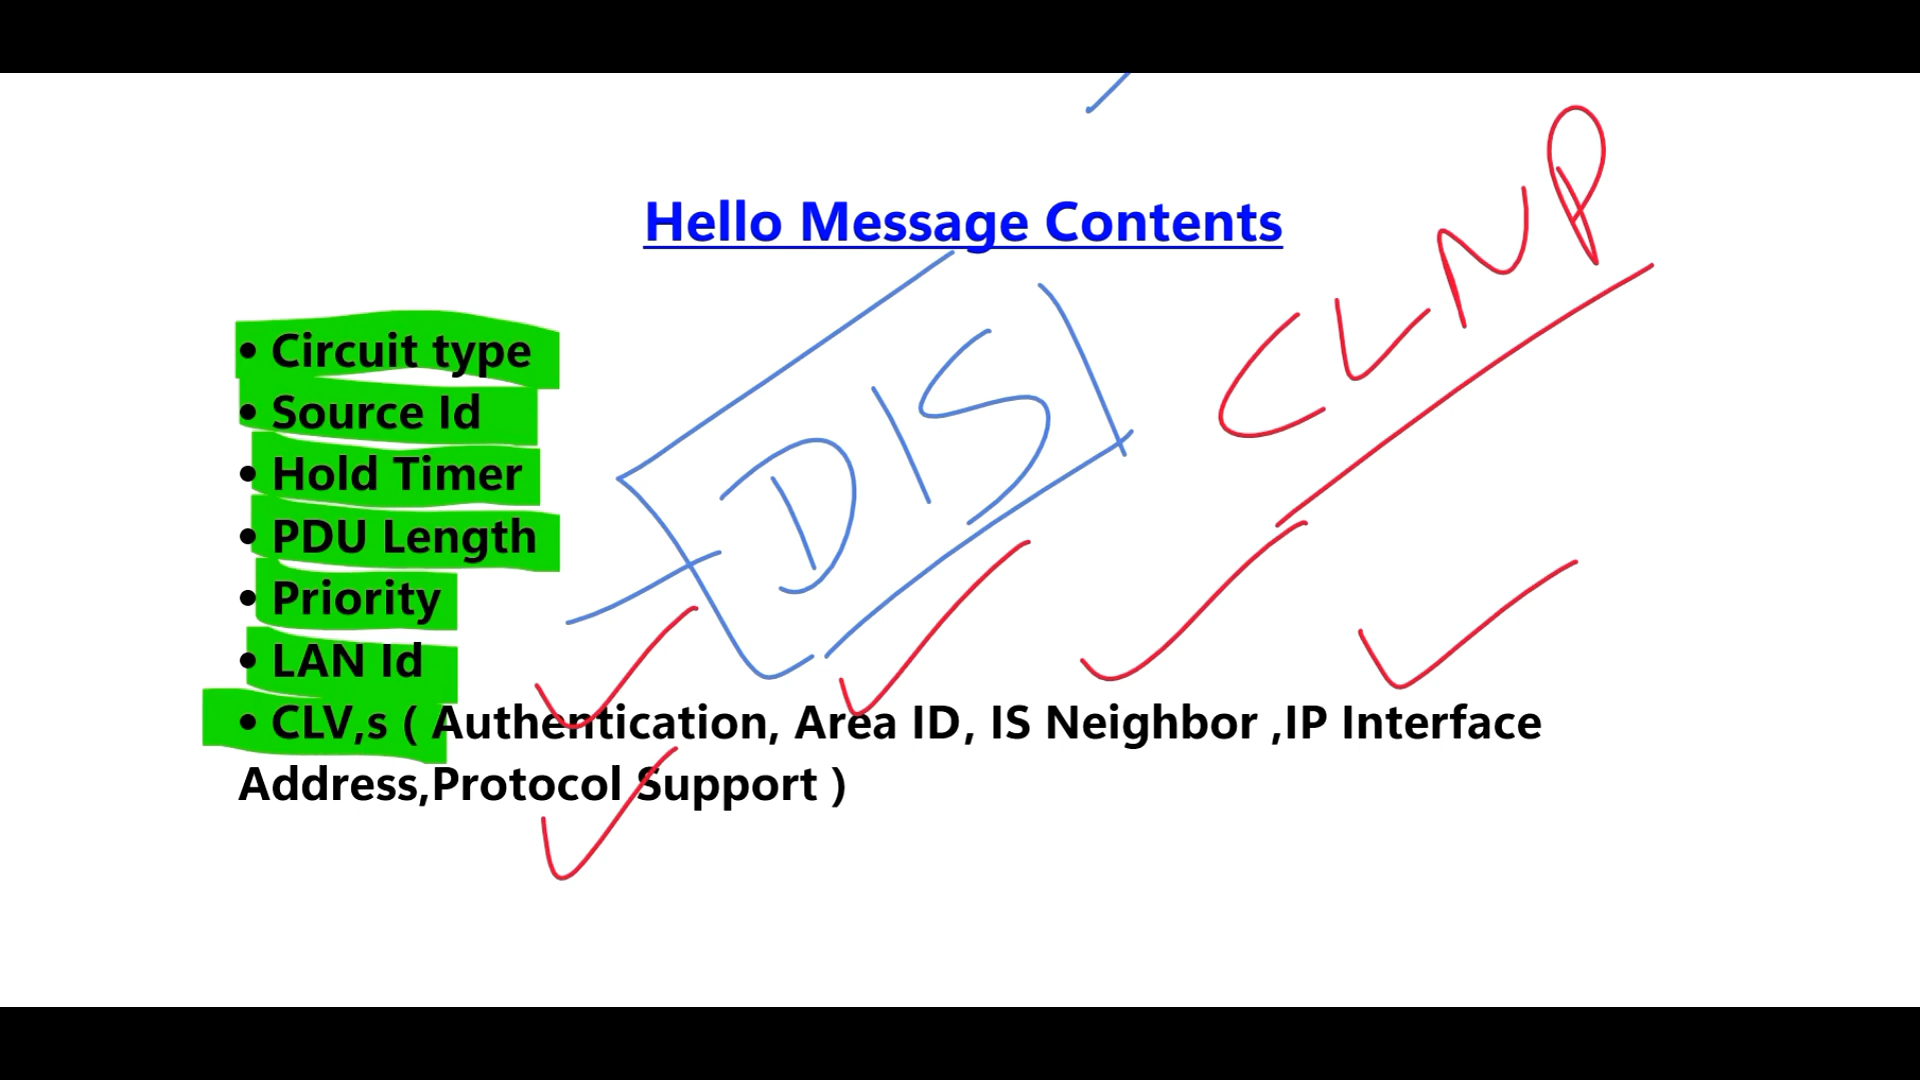 Hello Message Contents
CLNP
DIS
• Circuit type
• Source Id
• Hold Timer
• PDU Length
• Priority
• LAN Id
• CLV,s ( Authentication, Area ID, IS Neighbor ,IP Interface
Address,Protocol Support )